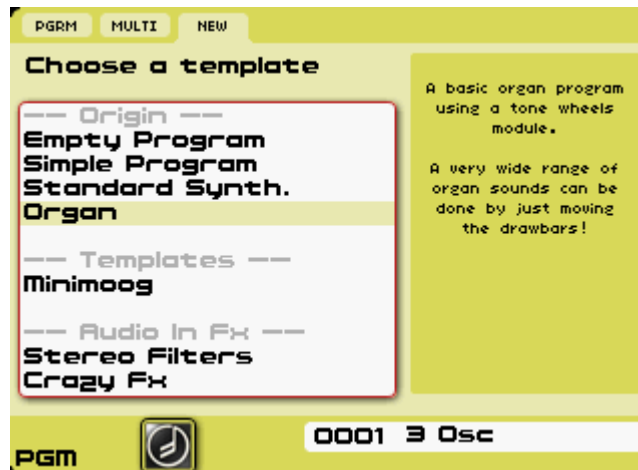 PGRM MULTI NEW
Choose a template
-- Origin --
Empty Program
Simple Program
Standard Synth.
Organ
-- Templates --
Minimoog
-- Audio In Fx --
Stereo Filters
Crazy Fx
A basic organ program
using a tone wheels
module.
A very wide range of
organ sounds can be
done by just moving
the drawbars!
PGM
0001 3 Osc